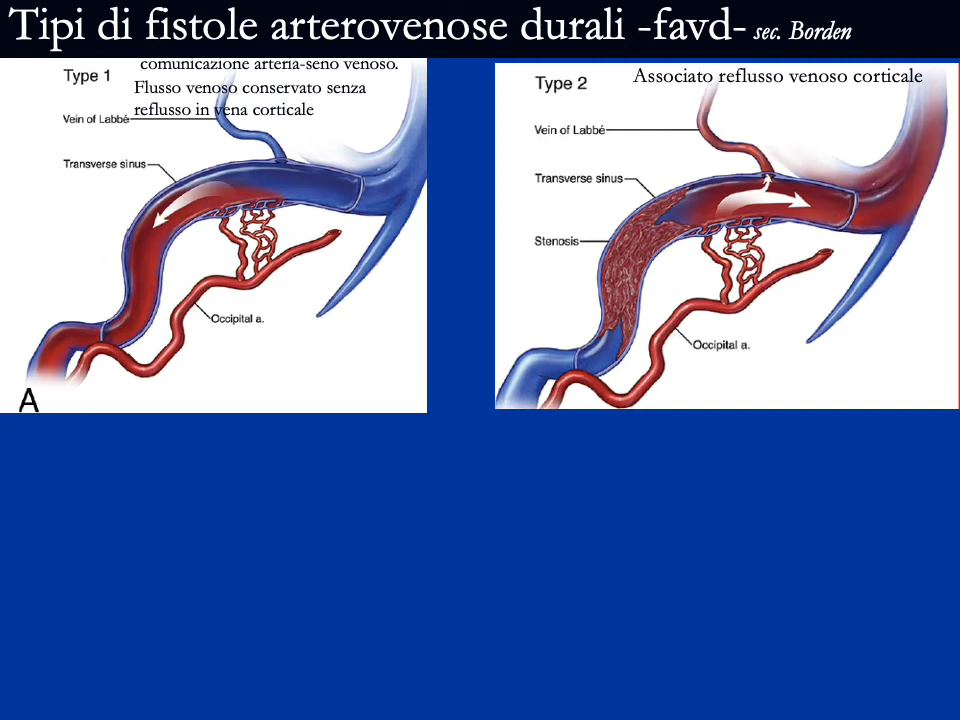 Tipi di fistole arterovenose durali -favd- sec. Borden
comunicazione arteria-seno venoso.
Type 1
Flusso venoso conservato senza
reflusso in vena corticale
Vein of Labbé
Transverse sinus
Occipital a.
A
Associato reflusso venoso corticale
Type 2
Vein of Labbé
Transverse sinus
Stenosis
Occipital a.